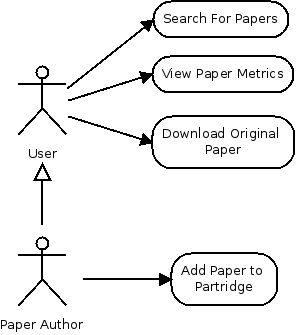 Search For Papers
View Paper Metrics
Download Original
Paper
User
Add Paper to
Partridge
Paper Author